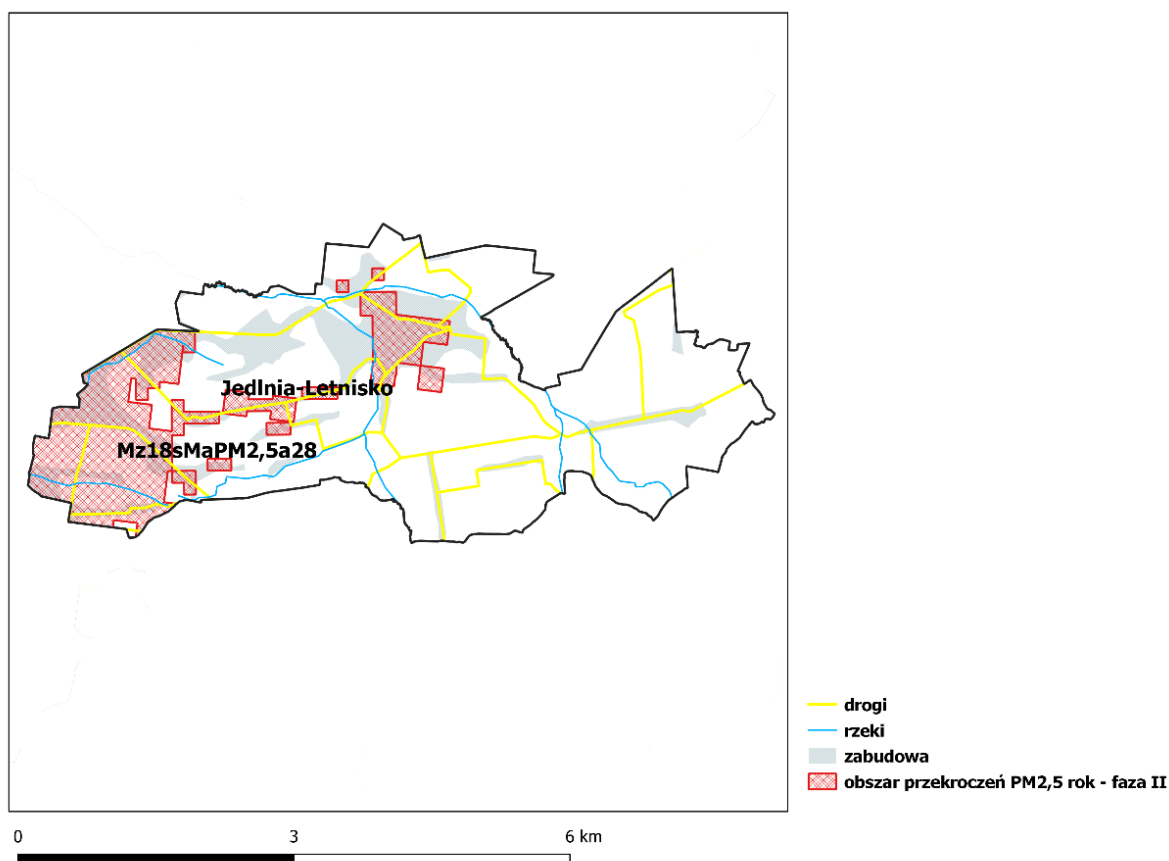 Jedlnia-Letnisko
Mz18sMaPM2,5a28
drogi
rzeki
zabudowa
obszar przekroczeń PM2,5 rok - faza II
0 3 6 km